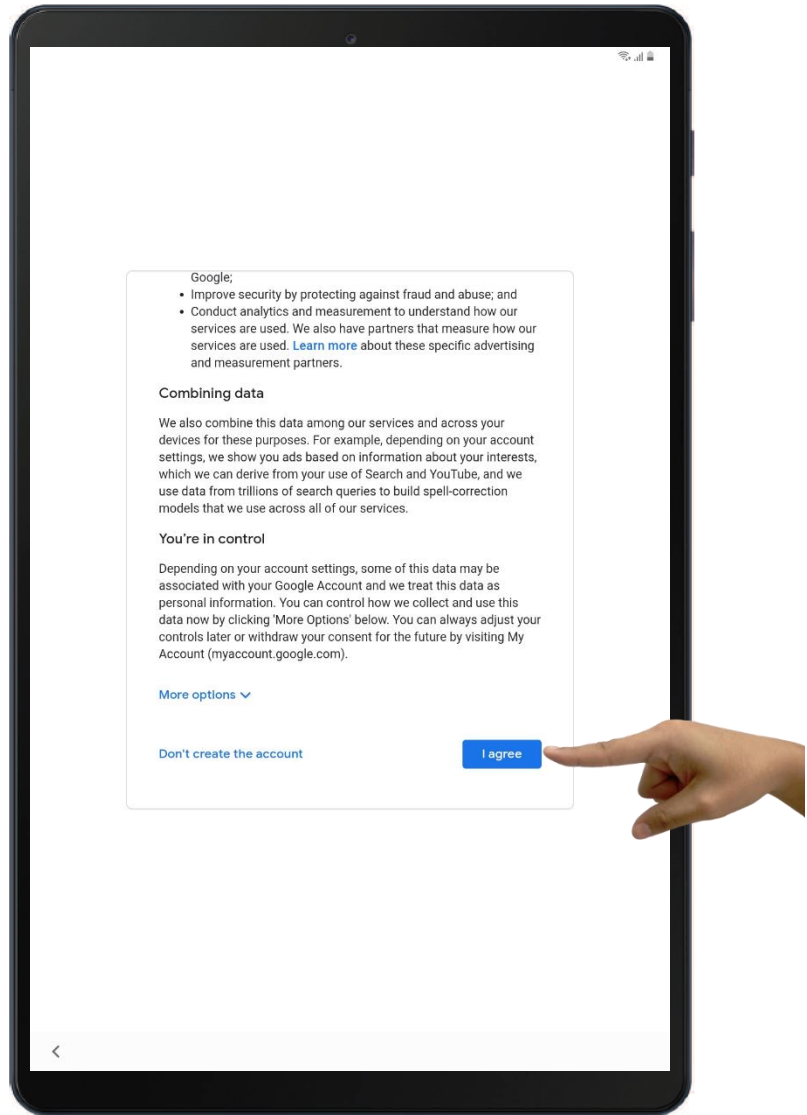 Google;
• Improve security by protecting against fraud and abuse; and
• Conduct analytics and measurement to understand how our
services are used. We also have partners that measure how our
services are used. Learn more about these specific advertising
and measurement partners.
Combining data
We also combine this data among our services and across your
devices for these purposes. For example, depending on your account
settings, we show you ads based on information about your interests,
which we can derive from your use of Search and YouTube, and we
use data from trillions of search queries to build spell-correction
models that we use across all of our services.
You’re in control
Depending on your account settings, some of this data may be
associated with your Google Account and we treat this data as
personal information. You can control how we collect and use this
data now by clicking 'More Options' below. You can always adjust your
controls later or withdraw your consent for the future by visiting My
Account (myaccount.google.com).
More options
Don't create the account
I agree